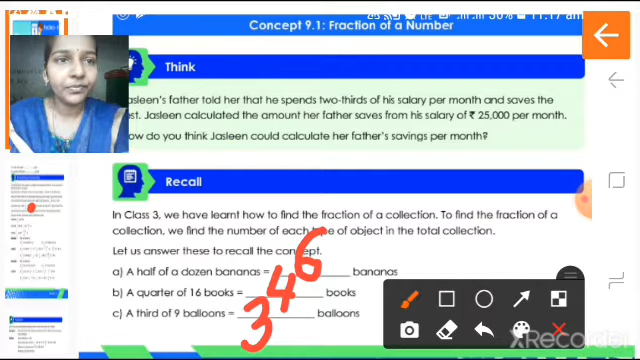 11:17 am
Concept 9.1: Fraction of a Number
Think
Jasleen's father told her that he spends two-thirds of his salary per month and saves the
rest. Jasleen calculated the amount her father saves from his salary of ₹ 25,000 per month.
How do you think Jasleen could calculate her father's savings per month?
Recall
In Class 3, we have learnt how to find the fraction of a collection. To find the fraction of a
collection, we find the number of each type of object in the total collection.
Let us answer these to recall the concept.
a) A half of a dozen bananas = 6 bananas
b) A quarter of 16 books = 4 books
c) A third of 9 balloons = 3 balloons
XRecorder